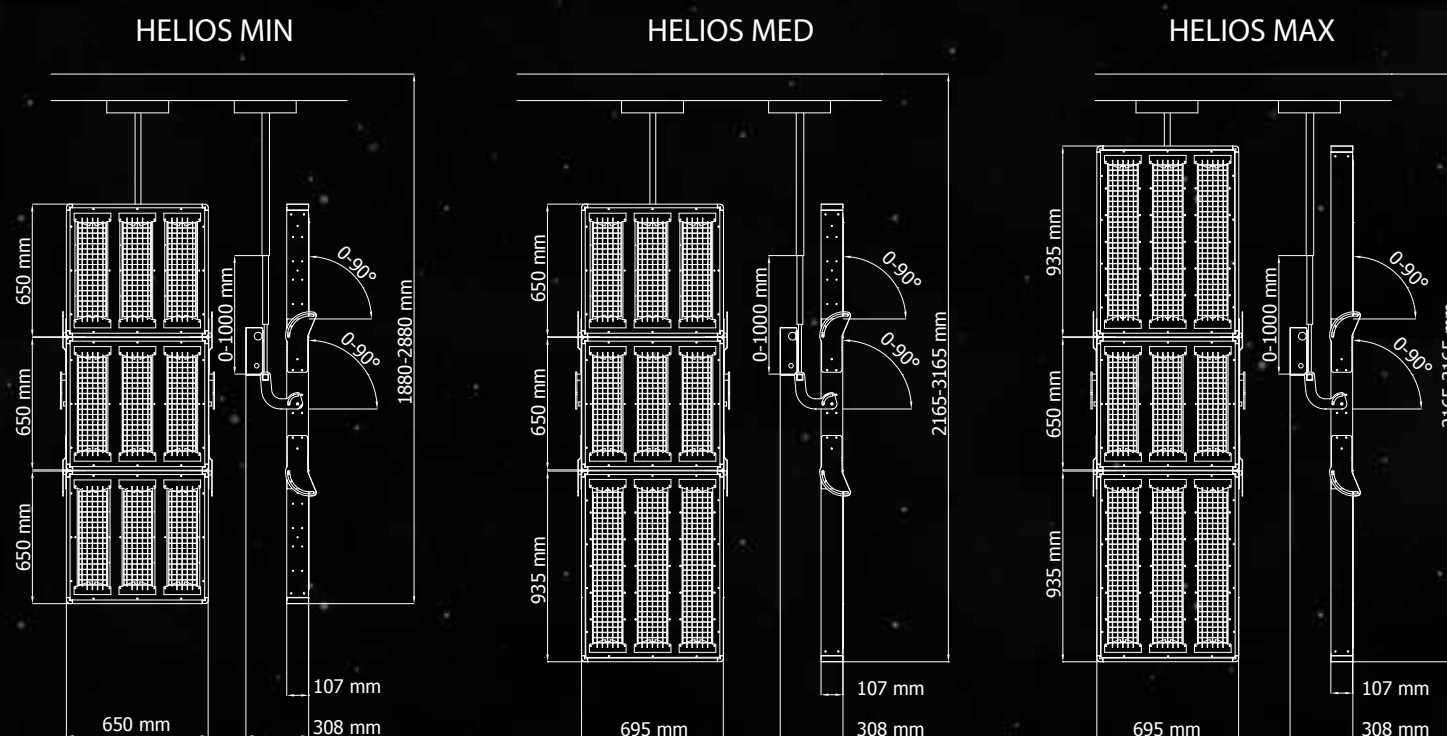 HELIOS MIN
650 mm
650 mm
650 mm
0-1000 mm
0-90°
0-90°
1880-2880 mm
107 mm
650 mm
308 mm
HELIOS MED
650 mm
650 mm
935 mm
0-1000 mm
0-90°
0-90°
2165-3165 mm
107 mm
695 mm
308 mm
HELIOS MAX
935 mm
650 mm
935 mm
0-1000 mm
0-90°
0-90°
107 mm
695 mm
308 mm